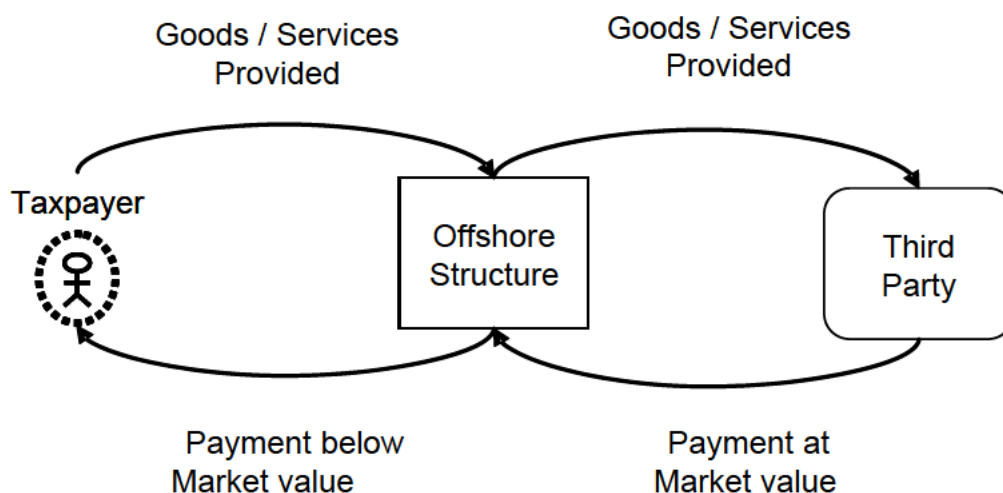 Goods / Services
Provided
Goods / Services
Provided
Taxpayer
Offshore
Structure
Third
Party
Payment below
Market value
Payment at
Market value